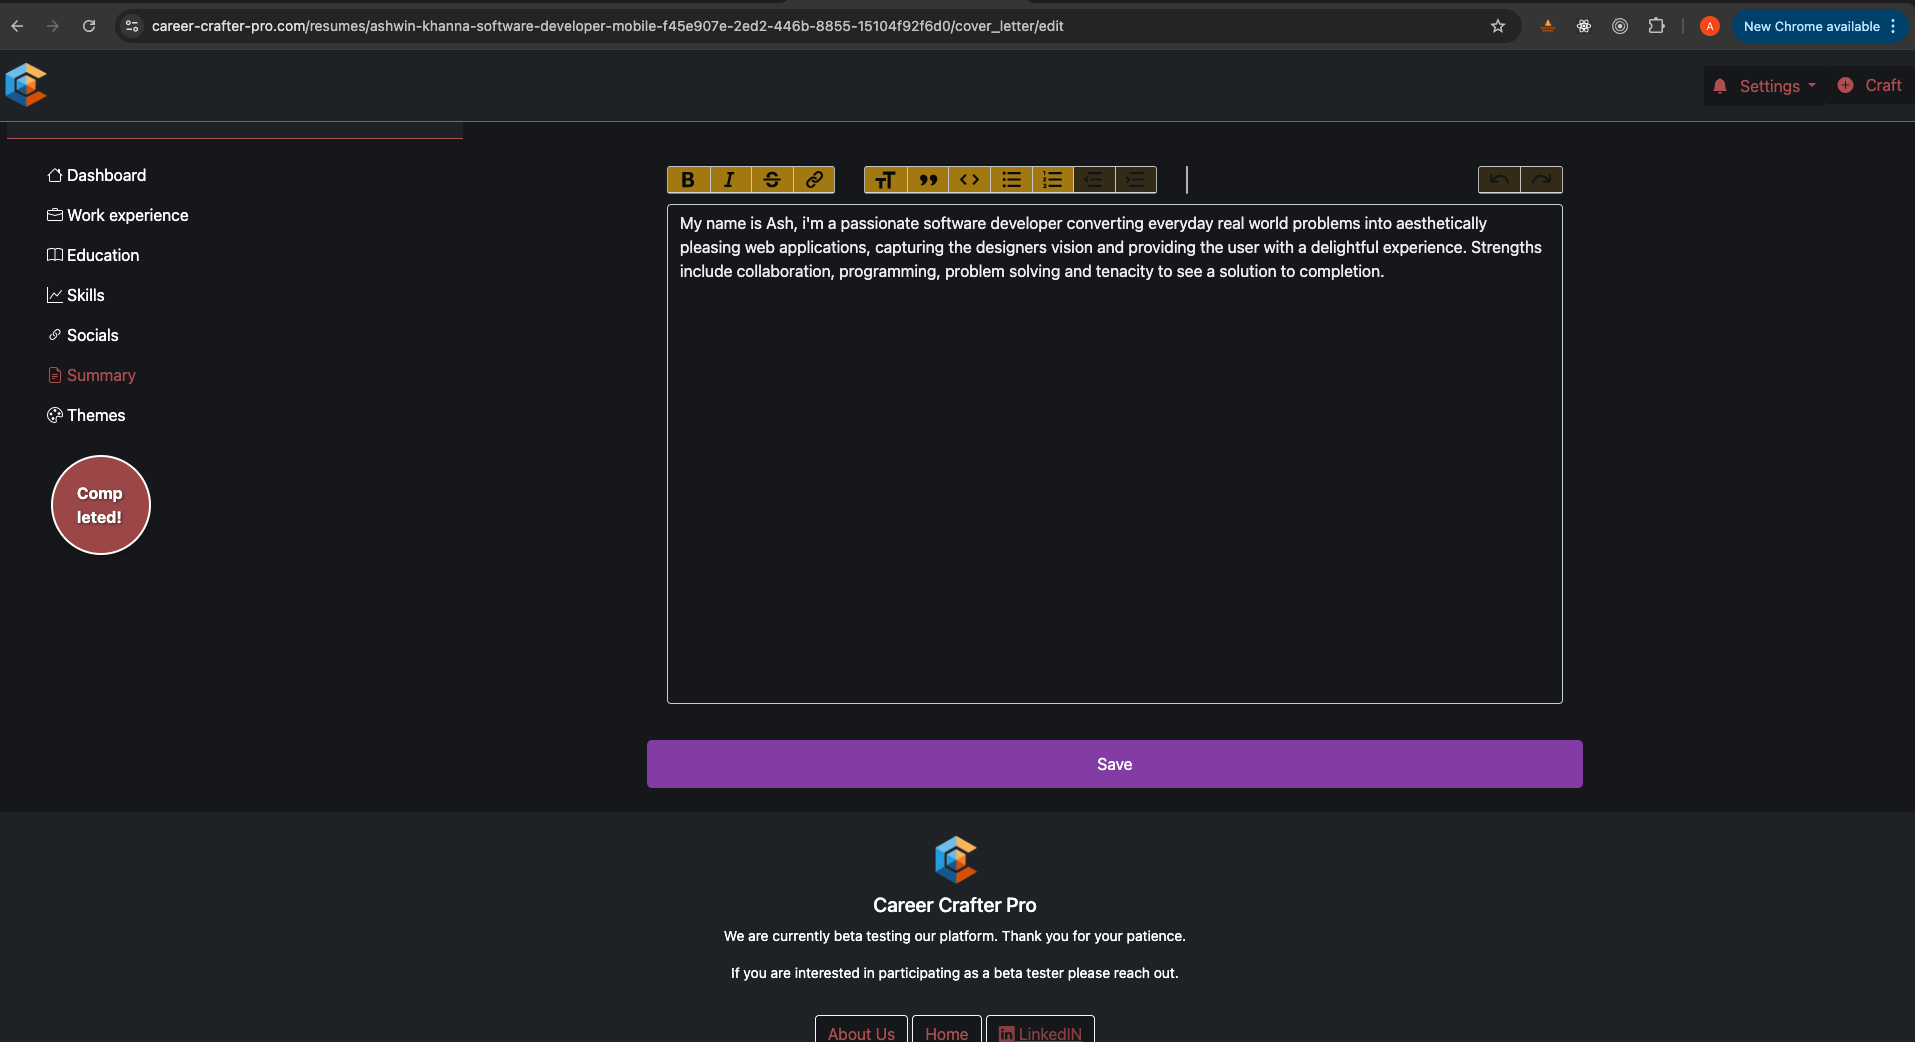 career-crafter-pro.com/resumes/ashwin-khanna-software-developer-mobile-f45e907e-2ed2-446b-8855-15104f92f6d0/cover_letter/edit
A
New Chrome available
Settings
Craft
Dashboard
Work experience
Education
Skills
Socials
Summary
Themes
Comp
leted!
My name is Ash, i'm a passionate software developer converting everyday real world problems into aesthetically
pleasing web applications, capturing the designers vision and providing the user with a delightful experience. Strengths
include collaboration, programming, problem solving and tenacity to see a solution to completion.
Save
Career Crafter Pro
We are currently beta testing our platform. Thank you for your patience.
If you are interested in participating as a beta tester please reach out.
About Us
Home
LinkedIN